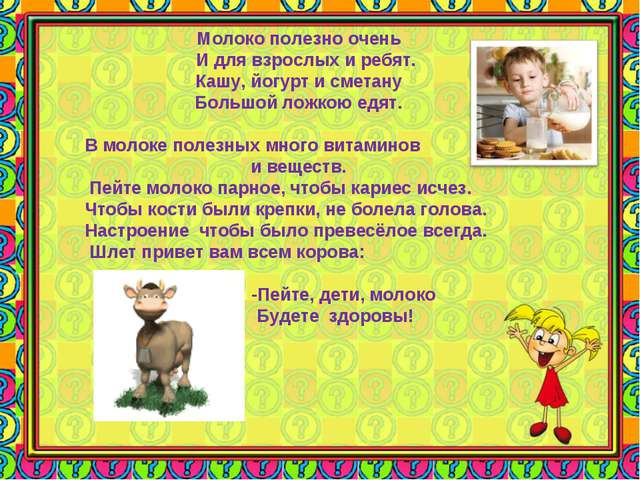 Молоко полезно очень
И для взрослых и ребят.
Кашу, йогурт и сметану
Большой ложкою едят.
В молоке полезных много витаминов
и веществ.
Пейте молоко парное, чтобы кариес исчез.
Чтобы кости были крепки, не болела голова.
Настроение чтобы было превесёлое всегда.
Шлет привет вам всем корова:
-Пейте, дети, молоко
Будете здоровы!